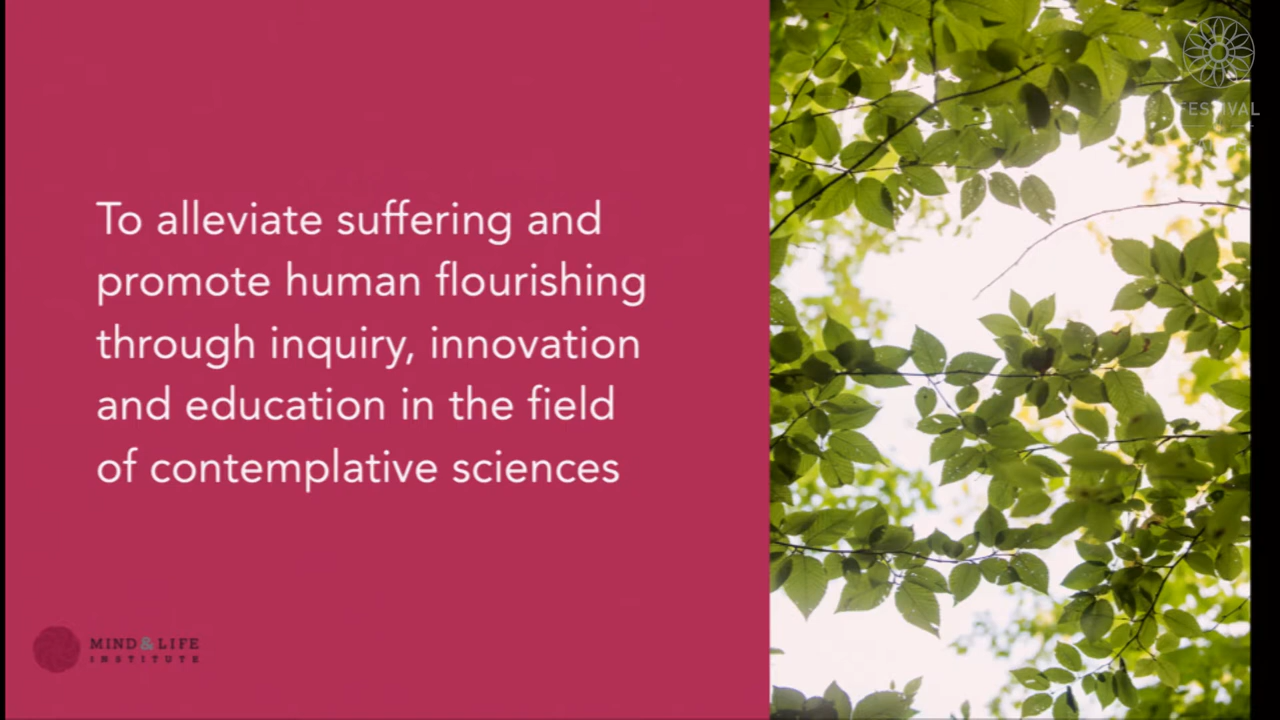 To alleviate suffering and
promote human flourishing
through inquiry, innovation
and education in the field
of contemplative sciences
MIND & LIFE
INSTITUTE
FESTIVAL